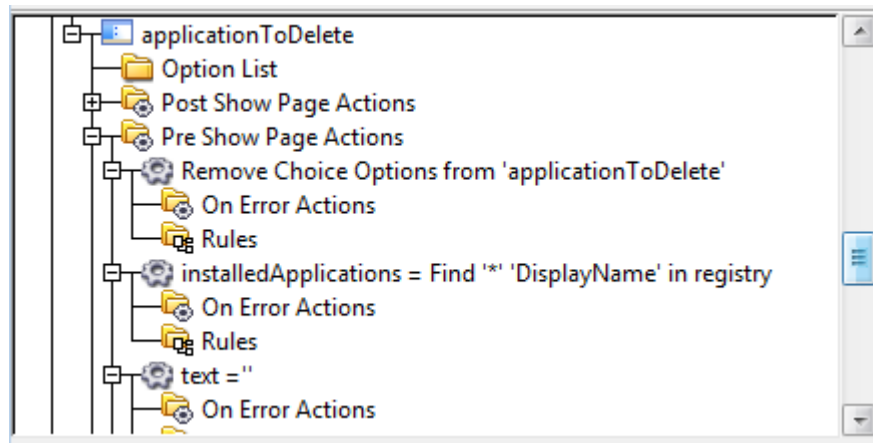 applicationToDelete
Option List
Post Show Page Actions
Pre Show Page Actions
Remove Choice Options from 'applicationToDelete'
On Error Actions
Rules
installedApplications = Find '*' 'DisplayName' in registry
On Error Actions
Rules
text =''
On Error Actions